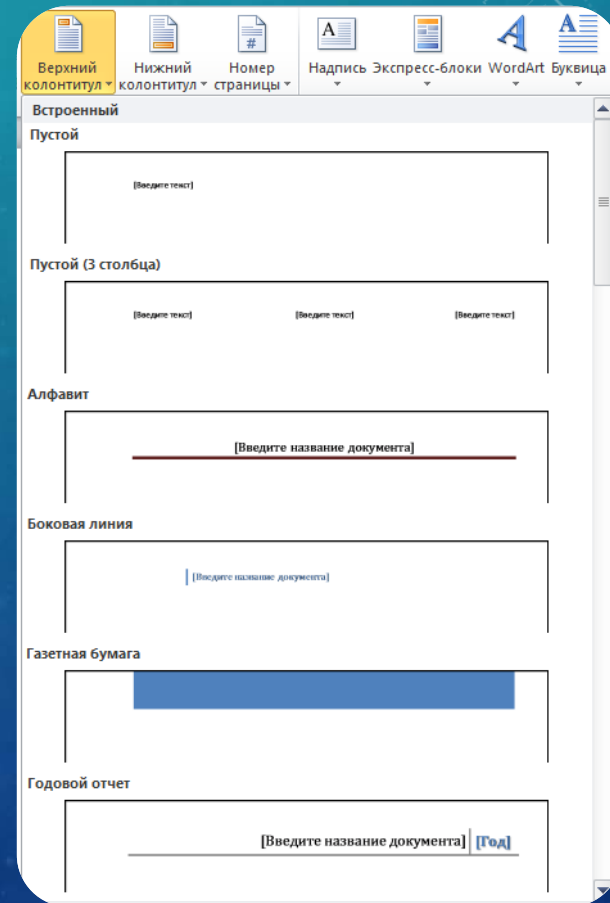 Верхний колонтитул
Нижний колонтитул
Номер страницы
Надпись
Экспресс-блоки
WordArt
Буквица
Встроенный
Пустой
[Введите текст]
Пустой (3 столбца)
[Введите текст] [Введите текст] [Введите текст]
Алфавит
[Введите название документа]
Боковая линия
[Введите название документа]
Газетная бумага
Годовой отчет
[Введите название документа] [Год]